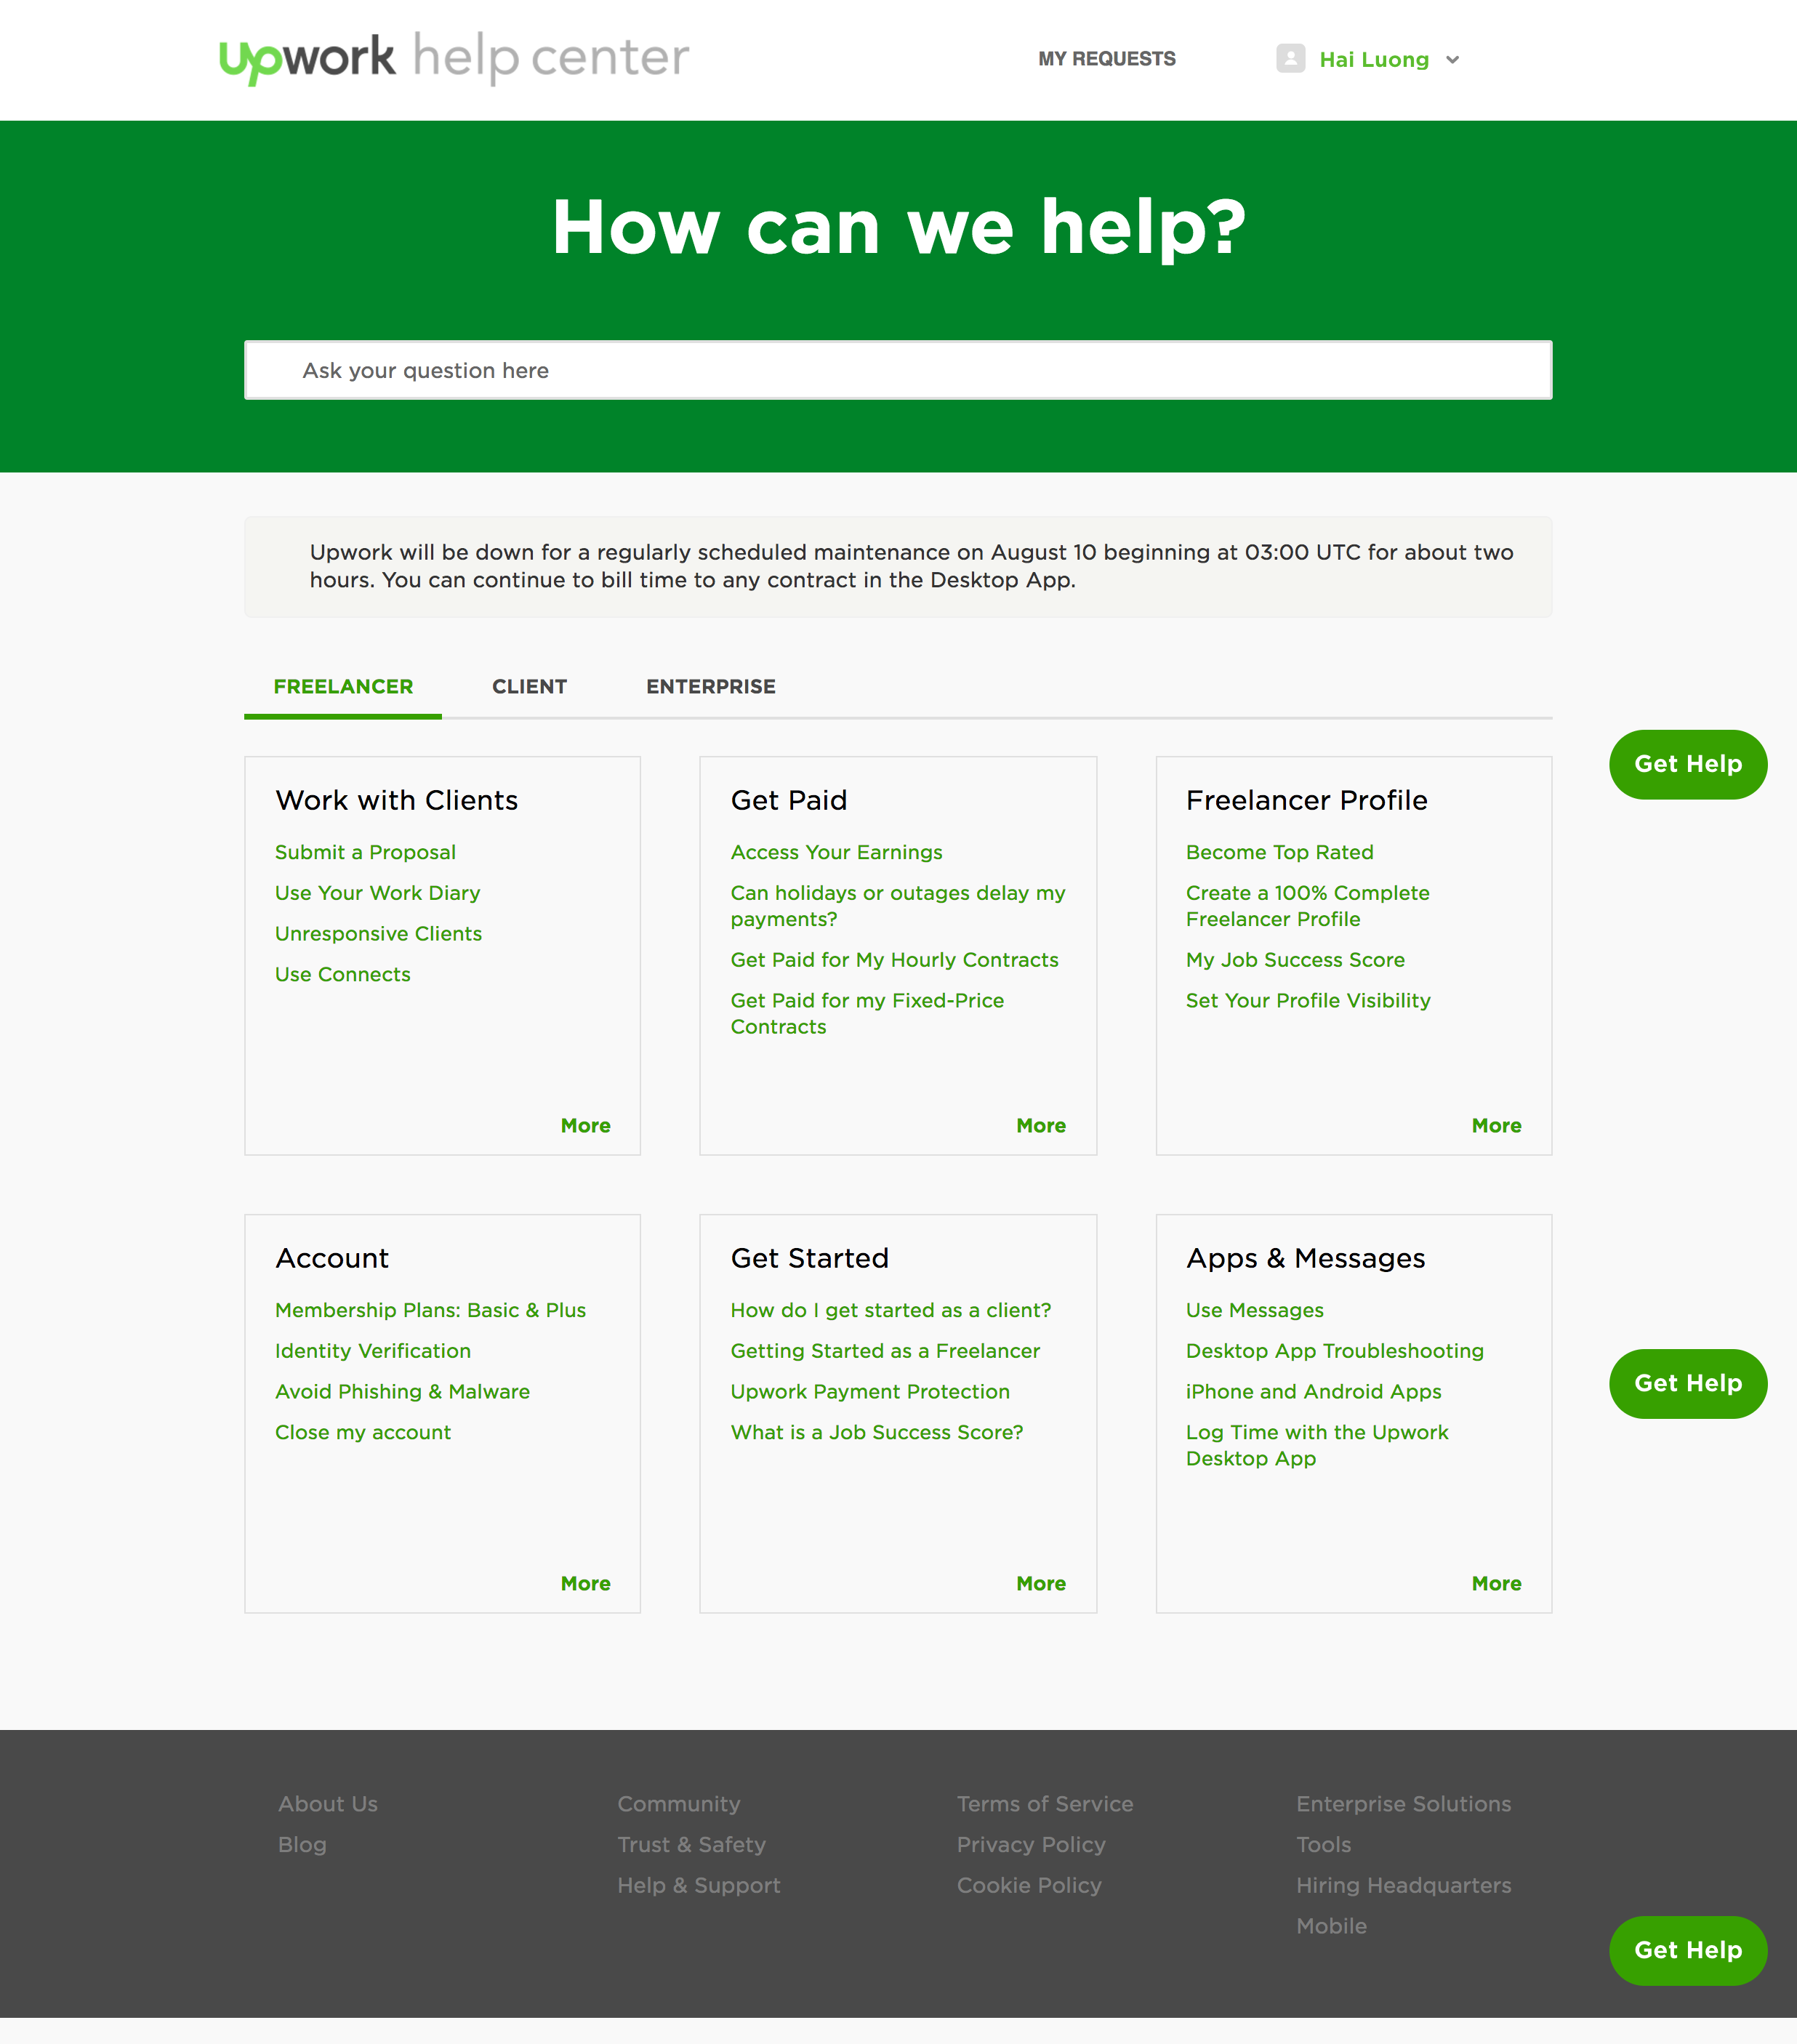 upwork help center
MY REQUESTS
Hai Luong
How can we help?
Ask your question here
Upwork will be down for a regularly scheduled maintenance on August 10 beginning at 03:00 UTC for about two
hours. You can continue to bill time to any contract in the Desktop App.
FREELANCER
CLIENT
ENTERPRISE
Get Help
Work with Clients
Submit a Proposal
Use Your Work Diary
Unresponsive Clients
Use Connects
More
Get Paid
Access Your Earnings
Can holidays or outages delay my
payments?
Get Paid for My Hourly Contracts
Get Paid for my Fixed-Price
Contracts
More
Freelancer Profile
Become Top Rated
Create a 100% Complete
Freelancer Profile
My Job Success Score
Set Your Profile Visibility
More
Account
Membership Plans: Basic & Plus
Identity Verification
Avoid Phishing & Malware
Close my account
More
Get Started
How do I get started as a client?
Getting Started as a Freelancer
Upwork Payment Protection
What is a Job Success Score?
More
Apps & Messages
Use Messages
Desktop App Troubleshooting
iPhone and Android Apps
Log Time with the Upwork
Desktop App
More
Get Help
About Us
Blog
Community
Trust & Safety
Help & Support
Terms of Service
Privacy Policy
Cookie Policy
Enterprise Solutions
Tools
Hiring Headquarters
Mobile
Get Help